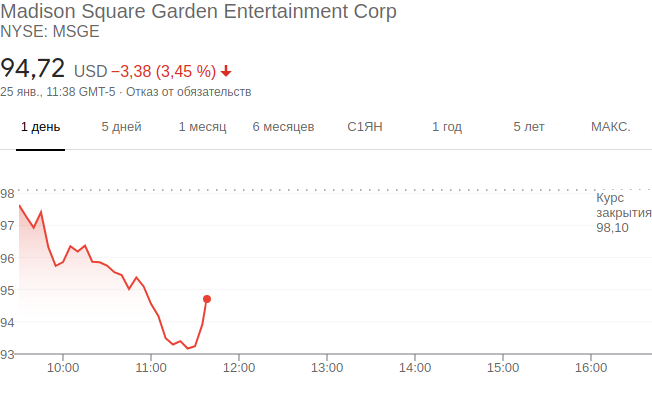 Madison Square Garden Entertainment Corp
NYSE: MSGE
94,72 USD −3,38 (3,45 %)
25 янв., 11:38 GMT-5 · Отказ от обязательств
1 день 5 дней 1 месяц 6 месяцев С1ЯН 1 год 5 лет МАКС.
98
Курс
закрытия
98,10
97
96
95
94
93
10:00 11:00 12:00 13:00 14:00 15:00 16:00